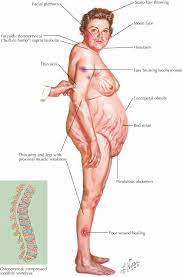 Facial plethora
Scalp hair thinning
Moon face
Fat pads: dorsocervical
("buffalo hump") supraclavicular
Hirsutism
Thin skin
Easy bruising (ecchymoses)
Centripetal obesity
Red striae
Thin arms and legs with
proximal muscle weakness
Pendulous abdomen
Poor wound healing
Osteoporosis: compressed
(codfish) vertebrae